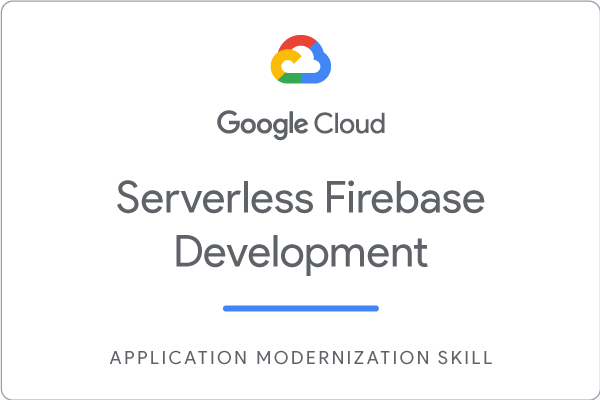 Google Cloud
Serverless Firebase
Development
APPLICATION MODERNIZATION SKILL